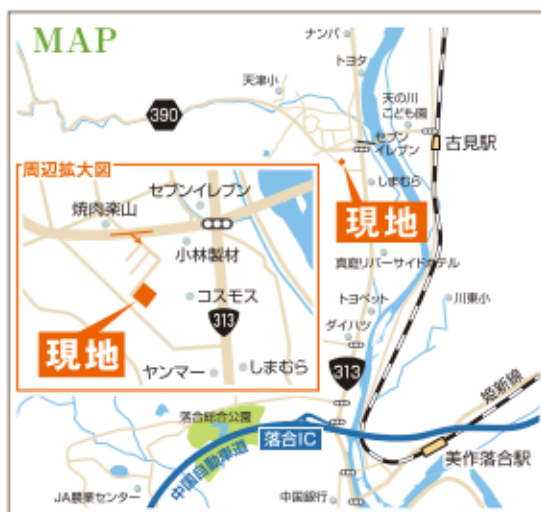 MAP
ナンバ
トヨタ
天津小
天の川
こども園
390
セブン
イレブン
古見駅
しまむら
現地
周辺拡大図
セブンイレブン
焼肉楽山
小林製材
コスモス
313
現地
ヤンマー
しまむら
真庭リバーサイドホテル
トヨペット
川東小
ダイハツ
313
姫新線
落合総合公園
落合IC
中国自動車道
美作落合駅
JA農業センター
中国銀行